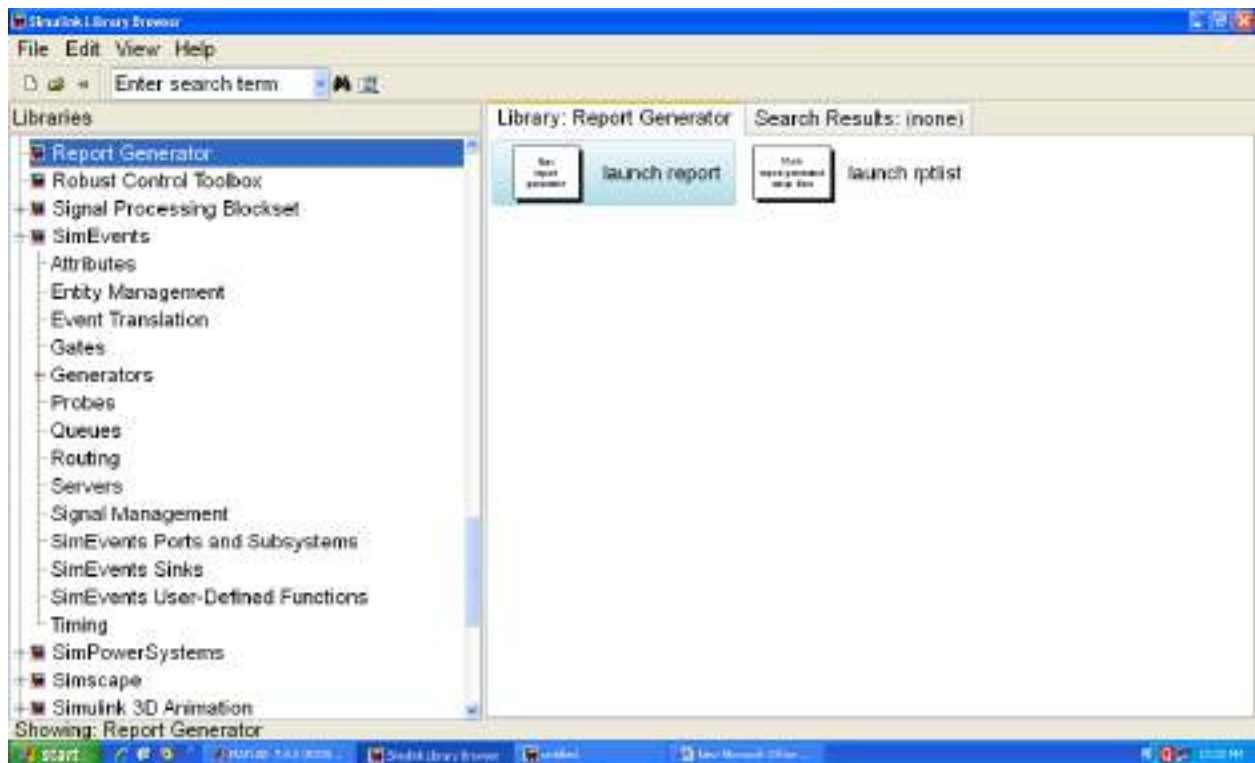 Simulink Library Browser
File Edit View Help
Enter search term
Libraries
Library: Report Generator
Search Results: (none)
Report Generator
Robust Control Toolbox
Signal Processing Blockset
SimEvents
Attributes
Entity Management
Event Translation
Gates
Generators
Probes
Queues
Routing
Servers
Signal Management
SimEvents Ports and Subsystems
SimEvents Sinks
SimEvents User-Defined Functions
Timing
SimPowerSystems
Simscape
Simulink 3D Animation
launch report
launch rptlist
Showing: Report Generator
start
Simulink Library Browser
untitled